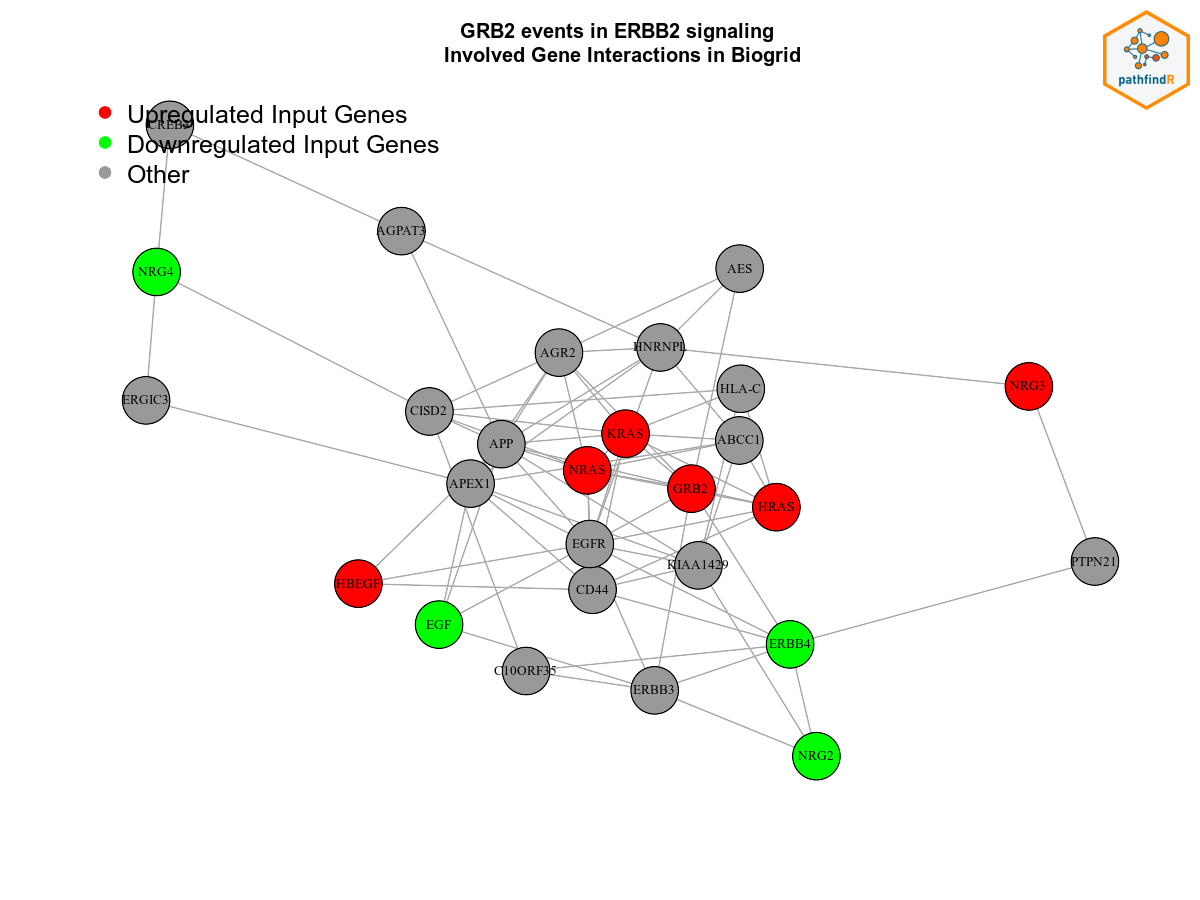 GRB2 events in ERBB2 signaling
Involved Gene Interactions in Biogrid
pathfindR
Upregulated Input Genes
Downregulated Input Genes
Other
AGPAT3
AES
NRG4
HNRNPL
AGR2
NRG3
HLA-C
ERGIC3
CISD2
KRAS
ABCC1
APP
NRAS
APEX1
GRB2
HRAS
EGFR
PTPN21
KIAA1429
HBEGF
CD44
EGF
ERBB4
C10ORF35
ERBB3
NRG2